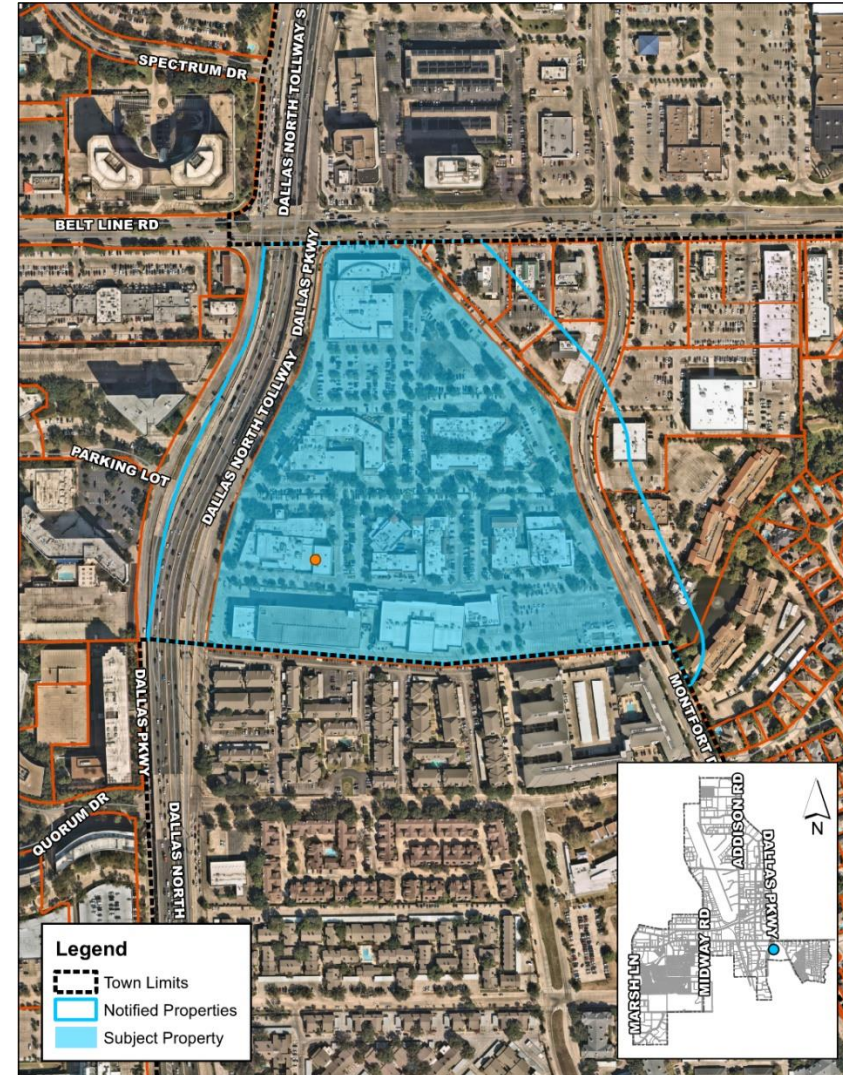 SPECTRUM DR
DALLAS NORTH TOLLWAY S
BELT LINE RD
DALLAS PKWY
DALLAS NORTH TOLLWAY
PARKING LOT
DALLAS PKWY
MONTFORT
QUORUM DR
DALLAS NORTH
Legend
Town Limits
Notified Properties
Subject Property
ADDISON RD
DALLAS PKWY
MIDWAY RD
MARSH LN
N